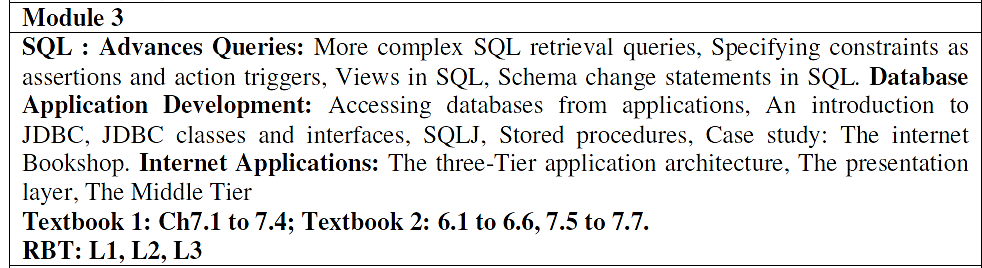 Module 3
SQL : Advances Queries: More complex SQL retrieval queries, Specifying constraints as
assertions and action triggers, Views in SQL, Schema change statements in SQL. Database
Application Development: Accessing databases from applications, An introduction to
JDBC, JDBC classes and interfaces, SQLJ, Stored procedures, Case study: The internet
Bookshop. Internet Applications: The three-Tier application architecture, The presentation
layer, The Middle Tier
Textbook 1: Ch7.1 to 7.4; Textbook 2: 6.1 to 6.6, 7.5 to 7.7.
RBT: L1, L2, L3